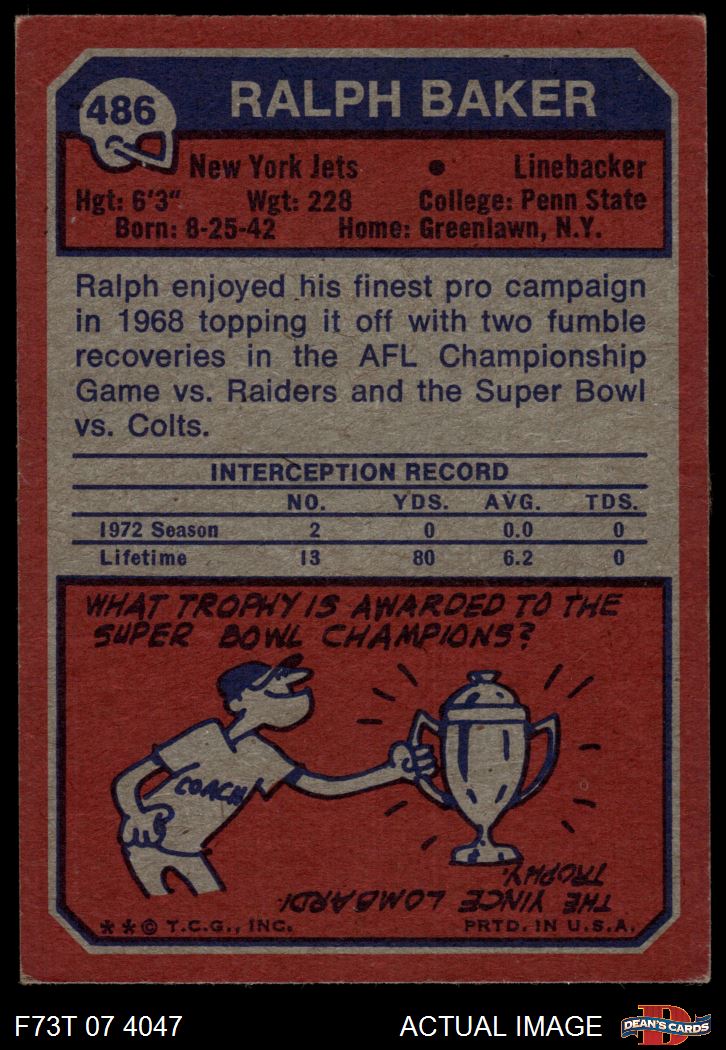 486
RALPH BAKER
New York Jets • Linebacker
Hgt: 6'3" Wgt: 228 College: Penn State
Born: 8-25-42 Home: Greenlawn, N.Y.
Ralph enjoyed his finest pro campaign
in 1968 topping it off with two fumble
recoveries in the AFL Championship
Game vs. Raiders and the Super Bowl
vs. Colts.
INTERCEPTION RECORD
NO. YDS. AVG. TDS.
1972 Season 2 0 0.0 0
Lifetime 13 80 6.2 0
WHAT TROPHY IS AWARDED TO THE
SUPER BOWL CHAMPIONS?
COACH
THE VINCE LOMBARDI
TROPHY.
** © T.C.G., INC. PRTD. IN U.S.A.
F73T 07 4047 ACTUAL IMAGE
D
DEAN'S CARDS